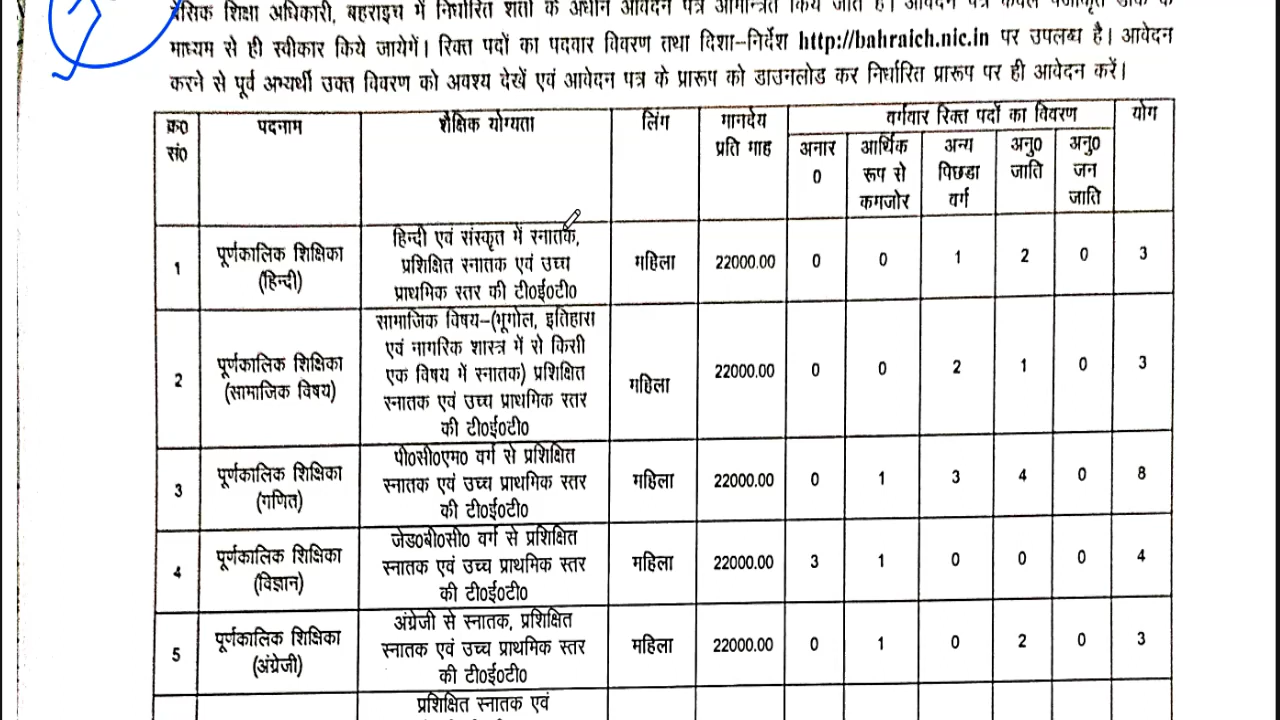 बेसिक शिक्षा अधिकारी, बहराइच में निर्धारित शर्तो के अधीन आवेदन पत्र आमन्त्रित किये जाते है। आवेदन पत्र केवल पंजीकृत डाक के
माध्यम से ही स्वीकार किये जायेगें। रिक्त पदों का पदवार विवरण तथा दिशा–निर्देश http://bahraich.nic.in पर उपलब्ध है। आवेदन
करने से पूर्व अभ्यर्थी उक्त विवरण को अवश्य देखें एवं आवेदन पत्र के प्रारूप को डाउनलोड कर निर्धारित प्रारूप पर ही आवेदन करें।
क्र0 सं0 पदनाम शैक्षिक योग्यता लिंग मानदेय प्रति माह वर्गवार रिक्त पदों का विवरण योग
अनार0 आर्थिक रूप से कमजोर अन्य पिछडा वर्ग अनु0 जाति अनु0 जन जाति
1 पूर्णकालिक शिक्षिका (हिन्दी) हिन्दी एवं संस्कृत में स्नातक, प्रशिक्षित स्नातक एवं उच्च प्राथमिक स्तर की टी0ई0टी0 महिला 22000.00 0 0 1 2 0 3
2 पूर्णकालिक शिक्षिका (सामाजिक विषय) सामाजिक विषय–(भूगोल, इतिहास एवं नागरिक शास्त्र में से किसी एक विषय में स्नातक) प्रशिक्षित स्नातक एवं उच्च प्राथमिक स्तर की टी0ई0टी0 महिला 22000.00 0 0 2 1 0 3
3 पूर्णकालिक शिक्षिका (गणित) पी0सी0एम0 वर्ग से प्रशिक्षित स्नातक एवं उच्च प्राथमिक स्तर की टी0ई0टी0 महिला 22000.00 0 1 3 4 0 8
4 पूर्णकालिक शिक्षिका (विज्ञान) जेड0बी0सी0 वर्ग से प्रशिक्षित स्नातक एवं उच्च प्राथमिक स्तर की टी0ई0टी0 महिला 22000.00 3 1 0 0 0 4
5 पूर्णकालिक शिक्षिका (अंग्रेजी) अंग्रेजी से स्नातक, प्रशिक्षित स्नातक एवं उच्च प्राथमिक स्तर की टी0ई0टी0 महिला 22000.00 0 1 0 2 0 3
प्रशिक्षित स्नातक एवं